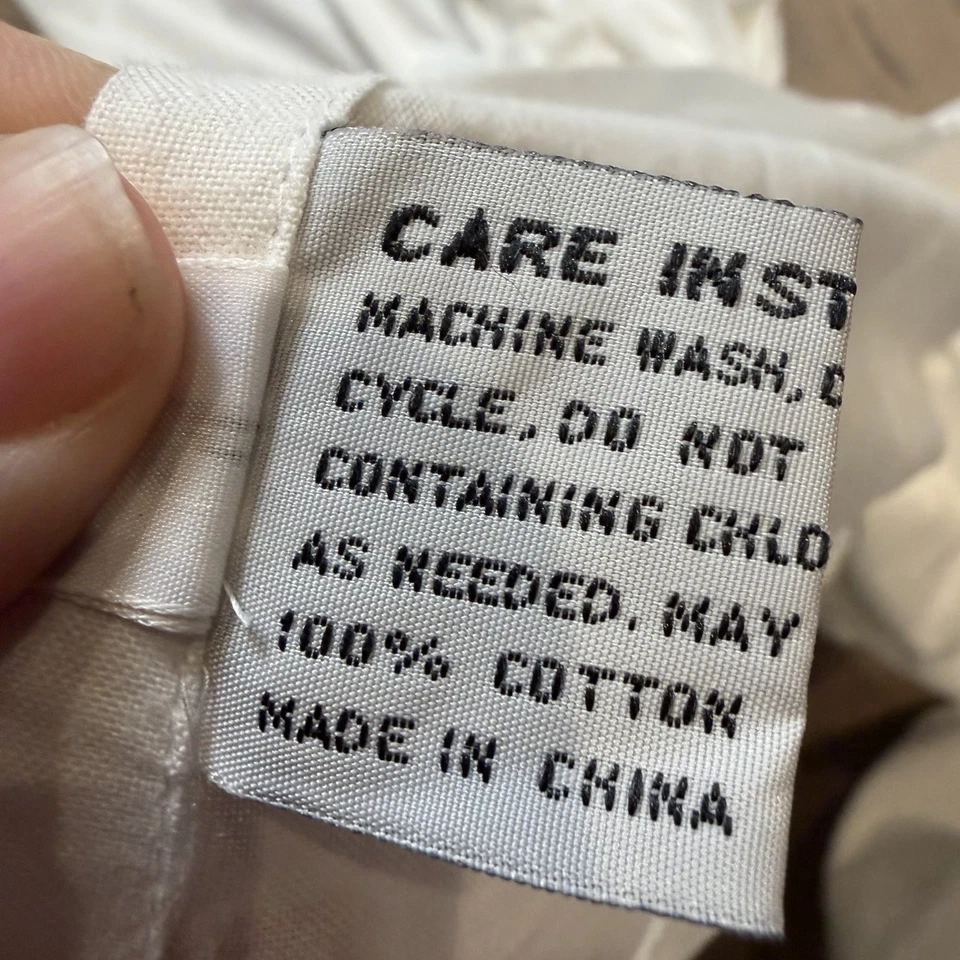 CARE INST
MACHINE WASH,
CYCLE, DO NOT
CONTAINING CHLO
AS NEEDED. MAY
100% COTTON
MADE IN CHINA